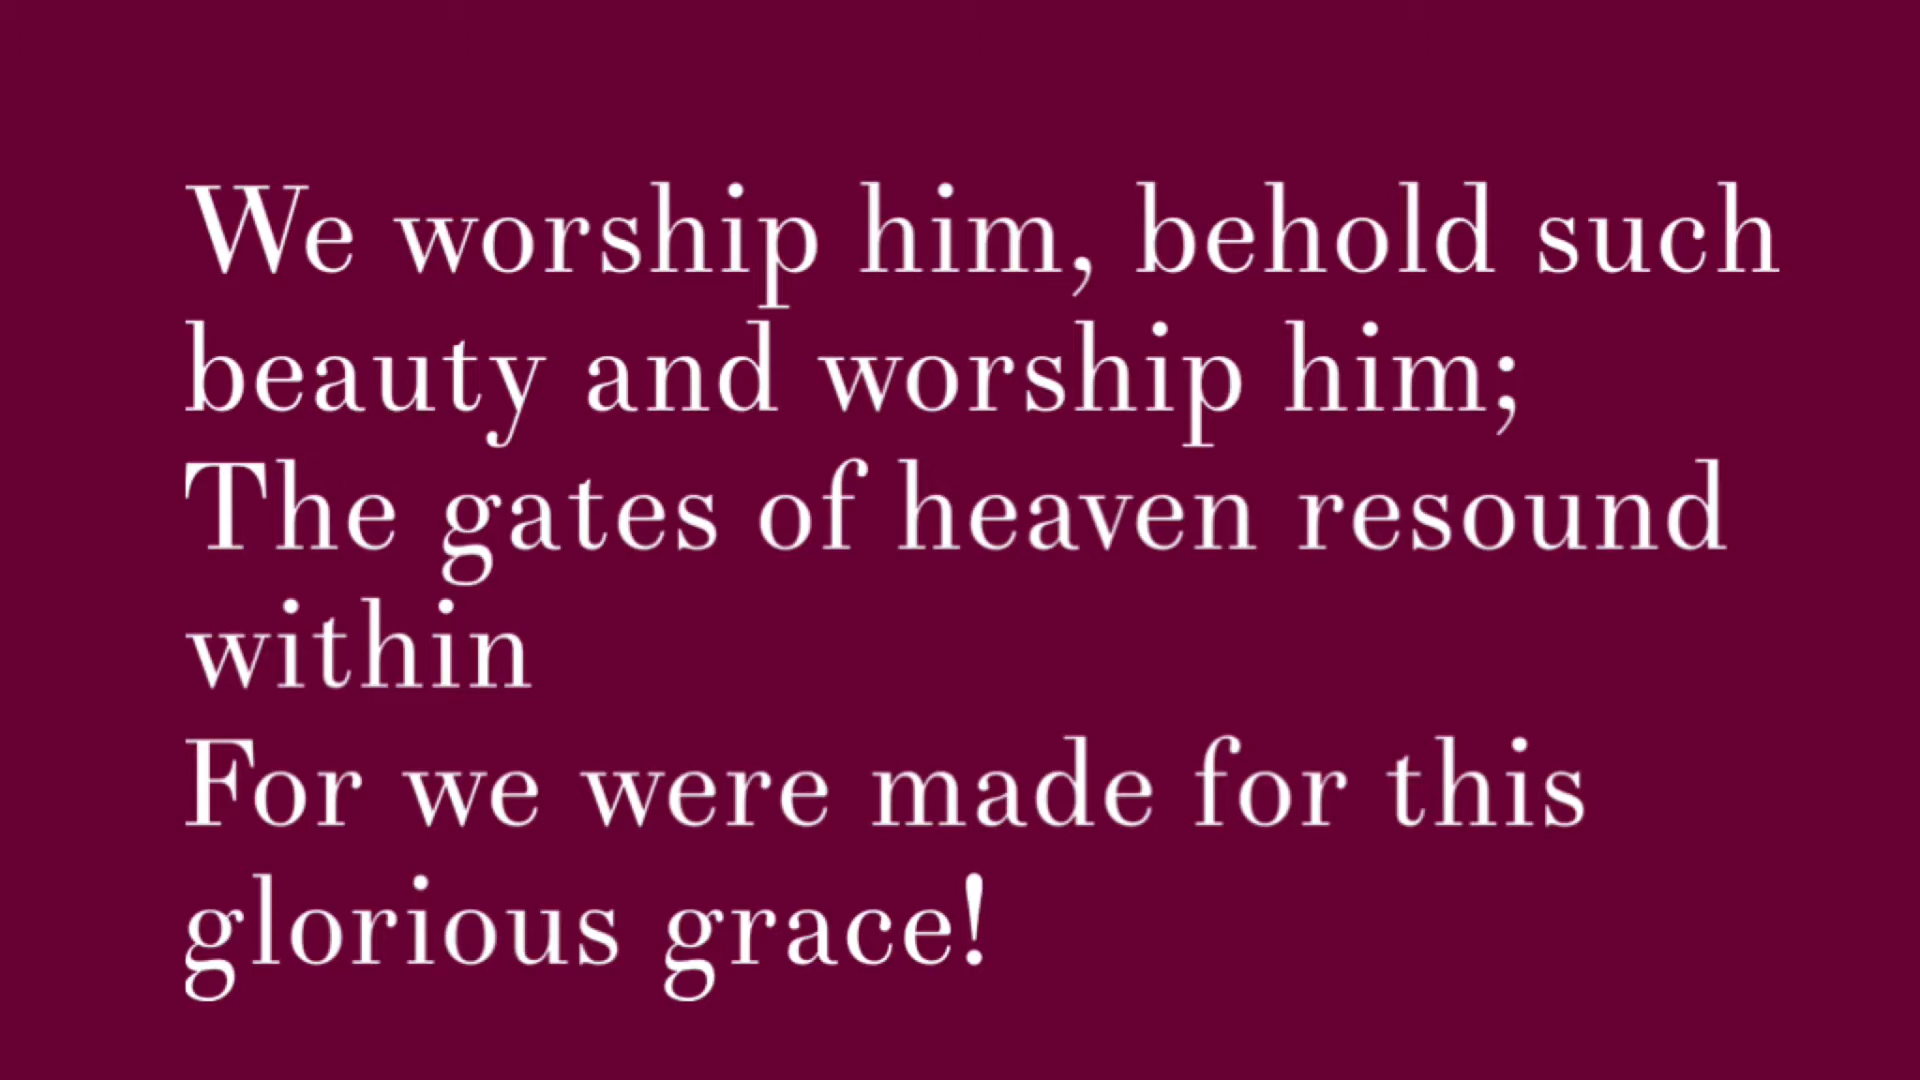 We worship him, behold such
beauty and worship him;
The gates of heaven resound
within
For we were made for this
glorious grace!